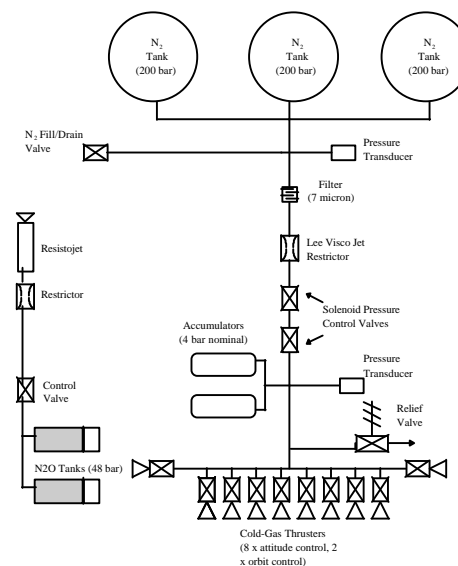 N2
Tank
(200 bar)
N2
Tank
(200 bar)
N2
Tank
(200 bar)
N2 Fill/Drain
Valve
Pressure
Transducer
Filter
(7 micron)
Resistojet
Lee Visco Jet
Restrictor
Restrictor
Solenoid Pressure
Control Valves
Accumulators
(4 bar nominal)
Pressure
Transducer
Control
Valve
Relief
Valve
N2O Tanks (48 bar)
Cold-Gas Thrusters
(8 x attitude control, 2
x orbit control)